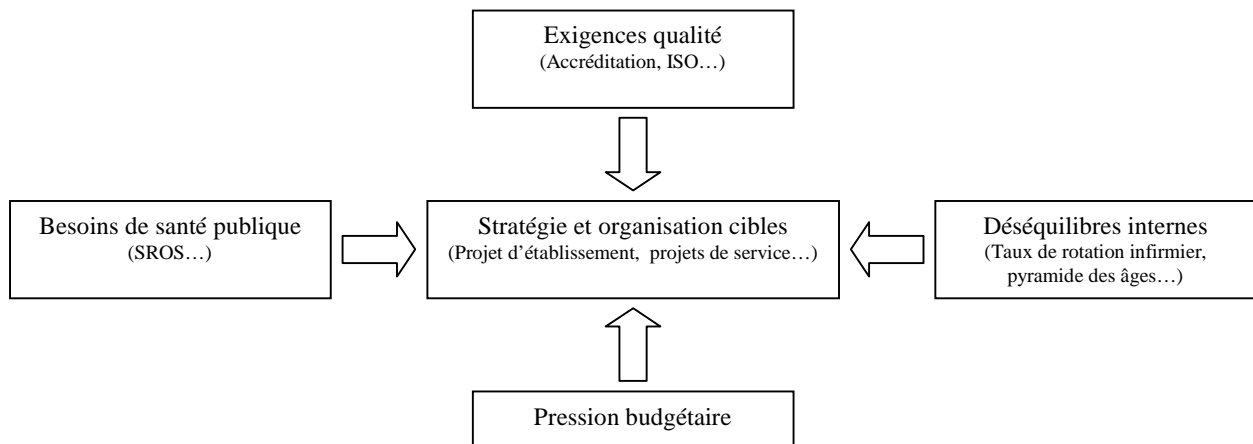 Exigences qualité
(Accréditation, ISO…)
Besoins de santé publique
(SROS…)
Stratégie et organisation cibles
(Projet d’établissement, projets de service…)
Déséquilibres internes
(Taux de rotation infirmier,
pyramide des âges…)
Pression budgétaire